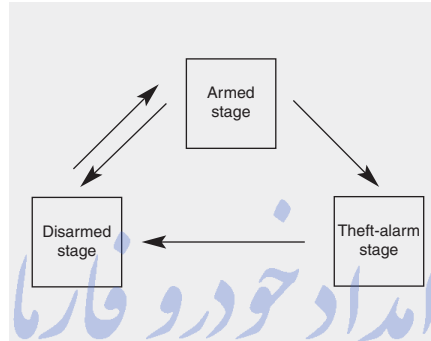 Armed
stage
Disarmed
stage
Theft-alarm
stage
امداد خودرو فارما